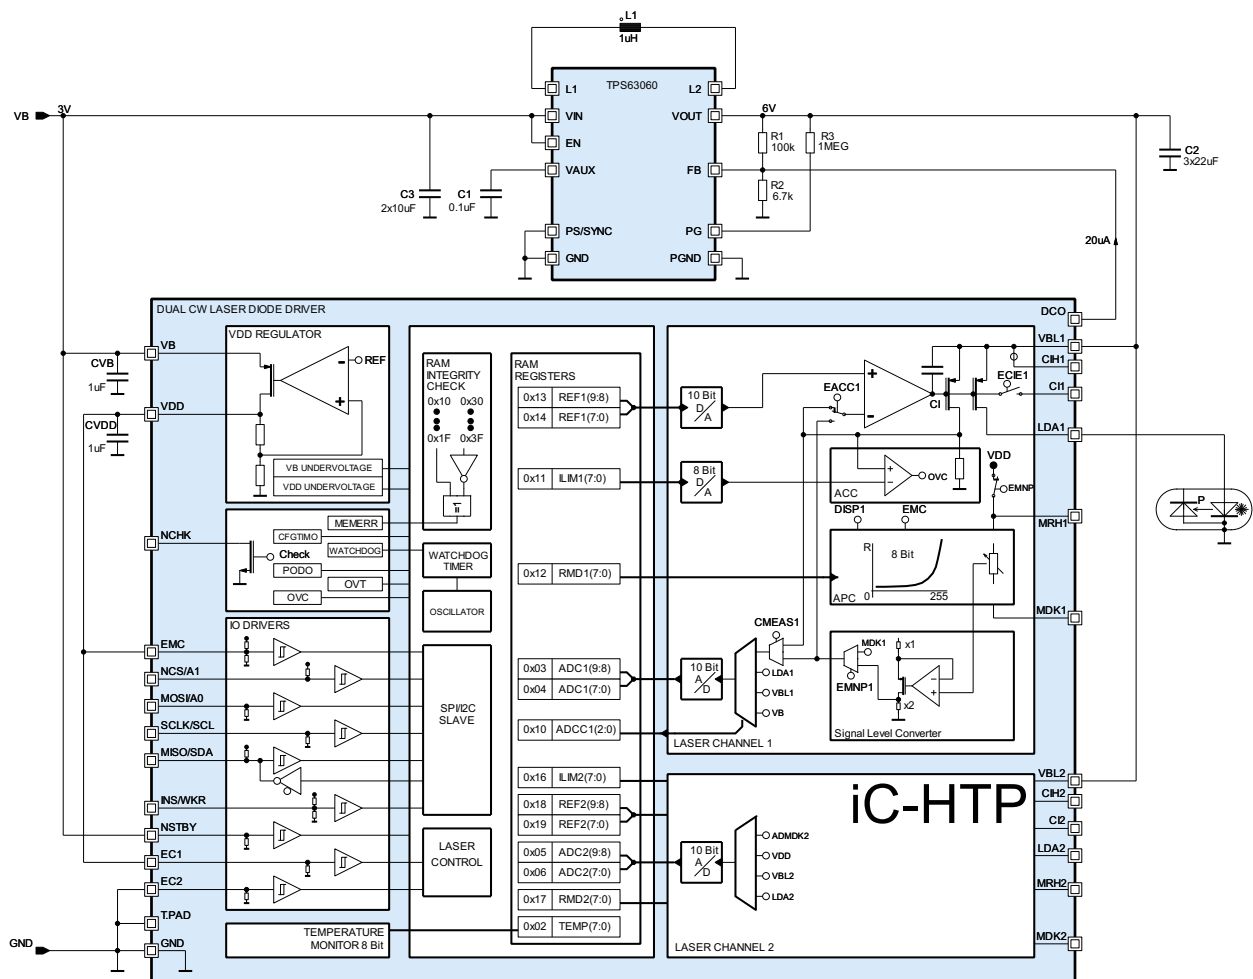 L1
1uH
TPS63060
L1 L2
VB 3V VIN VOUT 6V
EN
R1 100k
R3 1MEG
C2 3x22uF
VAUX FB
C3 2x10uF
C1 0.1uF
R2 6.7k
PS/SYNC PG
GND PGND
20uA
DUAL CW LASER DIODE DRIVER
DCO
VDD REGULATOR
VB
CVB 1uF
REF
VDD
CVDD 1uF
VB UNDERVOLTAGE
VDD UNDERVOLTAGE
RAM INTEGRITY CHECK
0x10 0x30
0x1F 0x3F
=1
RAM REGISTERS
0x13 REF1(9:8)
0x14 REF1(7:0)
0x11 ILIM1(7:0)
0x12 RMD1(7:0)
0x03 ADC1(9:8)
0x04 ADC1(7:0)
0x10 ADCC1(2:0)
0x16 ILIM2(7:0)
0x18 REF2(9:8)
0x19 REF2(7:0)
0x05 ADC2(9:8)
0x06 ADC2(7:0)
0x17 RMD2(7:0)
0x02 TEMP(7:0)
NCHK
MEMERR
CFGTIMO
WATCHDOG
Check
PODO
OVT
OVC
WATCHDOG TIMER
OSCILLATOR
IO DRIVERS
EMC
NCS/A1
MOSI/A0
SCLK/SCL
MISO/SDA
INS/WKR
NSTBY
EC1
EC2
T.PAD
GND GND
SPI/I2C SLAVE
LASER CONTROL
TEMPERATURE MONITOR 8 Bit
10 Bit D/A
8 Bit D/A
EACC1
+
-
CI
ECIE1
VBL1
CIH1
CI1
LDA1
+
-
OVC
ACC
VDD
EMNP
MRH1
P
DISP1 EMC
R
8 Bit
0 255
APC
MDK1
CMEAS1
10 Bit A/D
LDA1
VBL1
VB
MDK1
EMNP1
x1
x2
-
+
Signal Level Converter
LASER CHANNEL 1
iC-HTP
10 Bit A/D
ADMDK2
VDD
VBL2
LDA2
LASER CHANNEL 2
VBL2
CIH2
CI2
LDA2
MRH2
MDK2